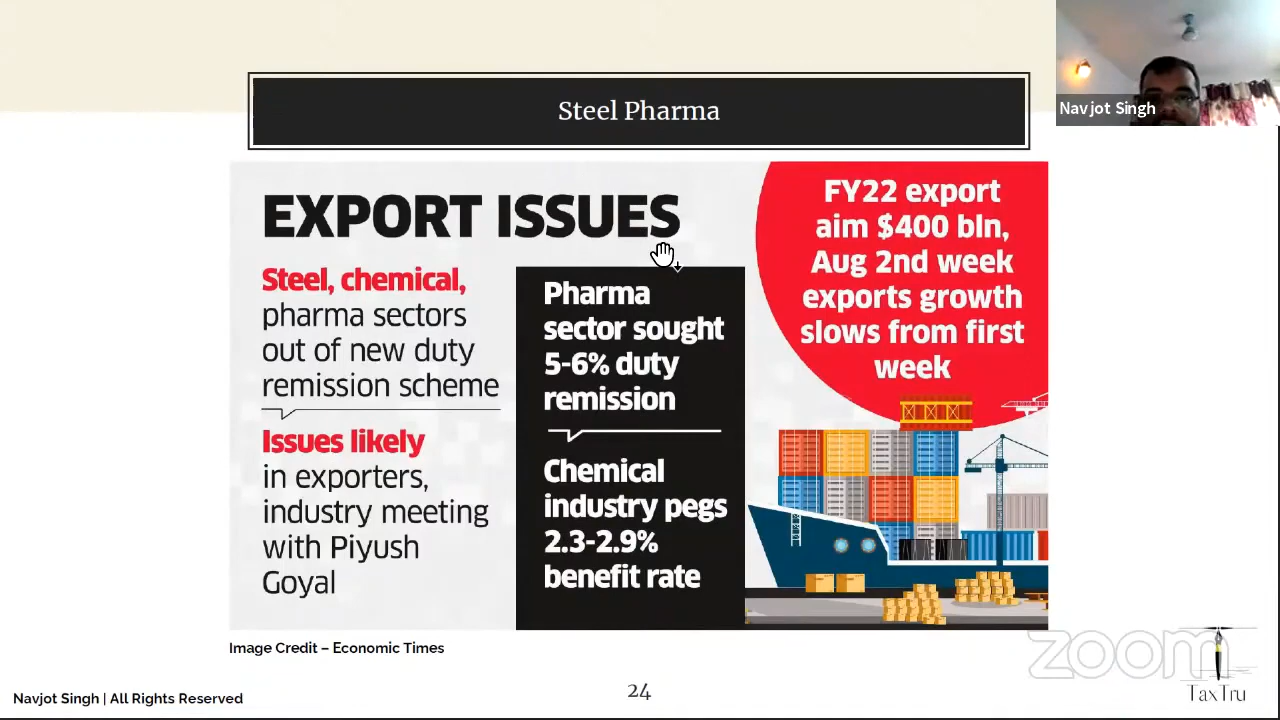 Steel Pharma
Navjot Singh
EXPORT ISSUES
Steel, chemical,
pharma sectors
out of new duty
remission scheme
Issues likely
in exporters,
industry meeting
with Piyush
Goyal
Pharma
sector sought
5-6% duty
remission
Chemical
industry pegs
2.3-2.9%
benefit rate
FY22 export
aim $400 bln,
Aug 2nd week
exports growth
slows from first
week
Image Credit – Economic Times
zoom
TaxTru
Navjot Singh | All Rights Reserved
24